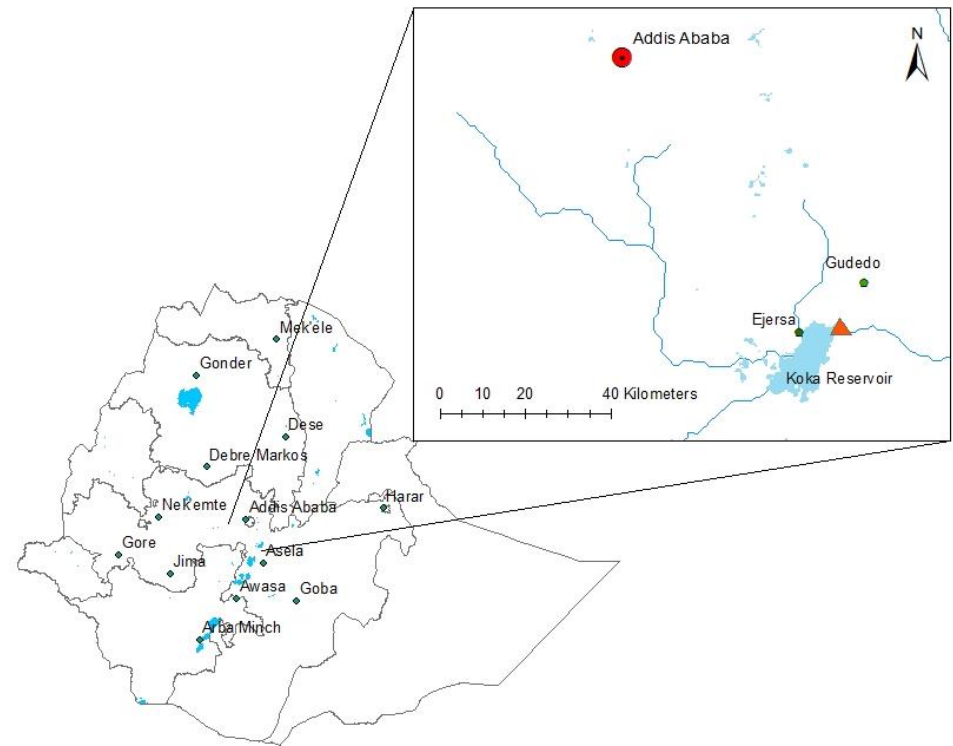 Addis Ababa
N
Gudedo
Ejersa
Koka Reservoir
0 10 20 40 Kilometers
Mekele
Gonder
Dese
Debre Markos
Nekemte
Addis Ababa
Harar
Gore
Jima
Asela
Awasa
Goba
Arba Minch